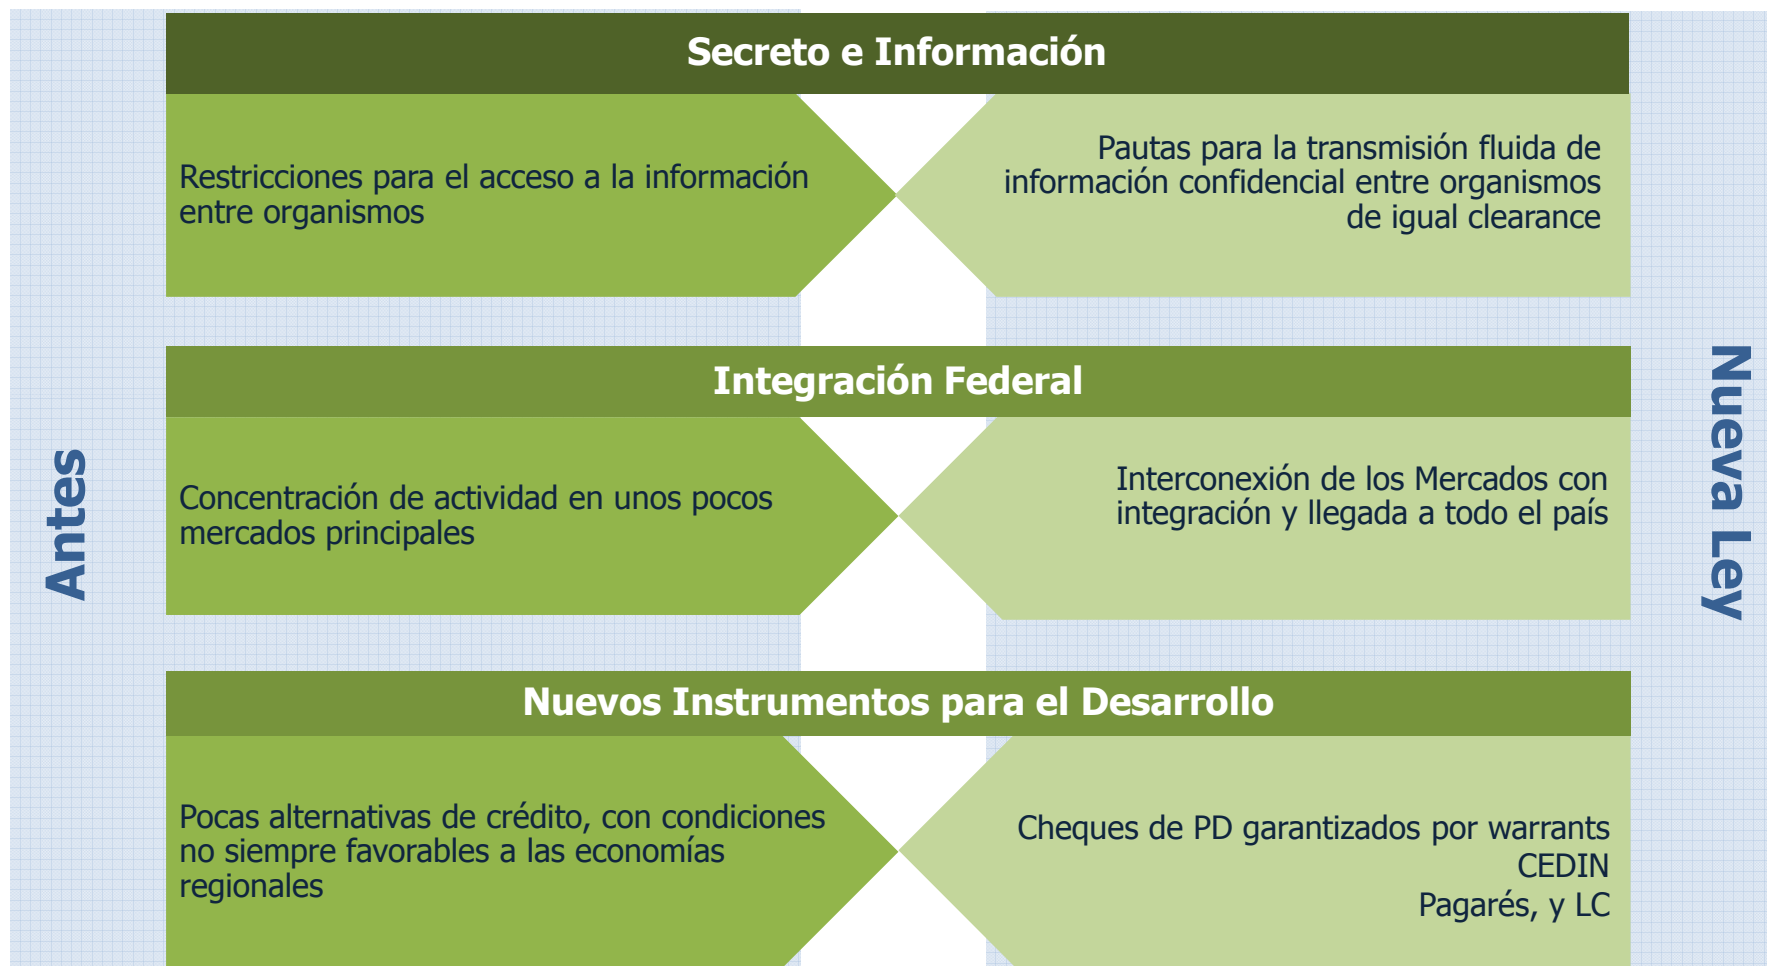 Secreto e Información
Restricciones para el acceso a la información
entre organismos
Pautas para la transmisión fluida de
información confidencial entre organismos
de igual clearance
Integración Federal
Antes
Concentración de actividad en unos pocos
mercados principales
Interconexión de los Mercados con
integración y llegada a todo el país
Nueva Ley
Nuevos Instrumentos para el Desarrollo
Pocas alternativas de crédito, con condiciones
no siempre favorables a las economías
regionales
Cheques de PD garantizados por warrants
CEDIN
Pagarés, y LC